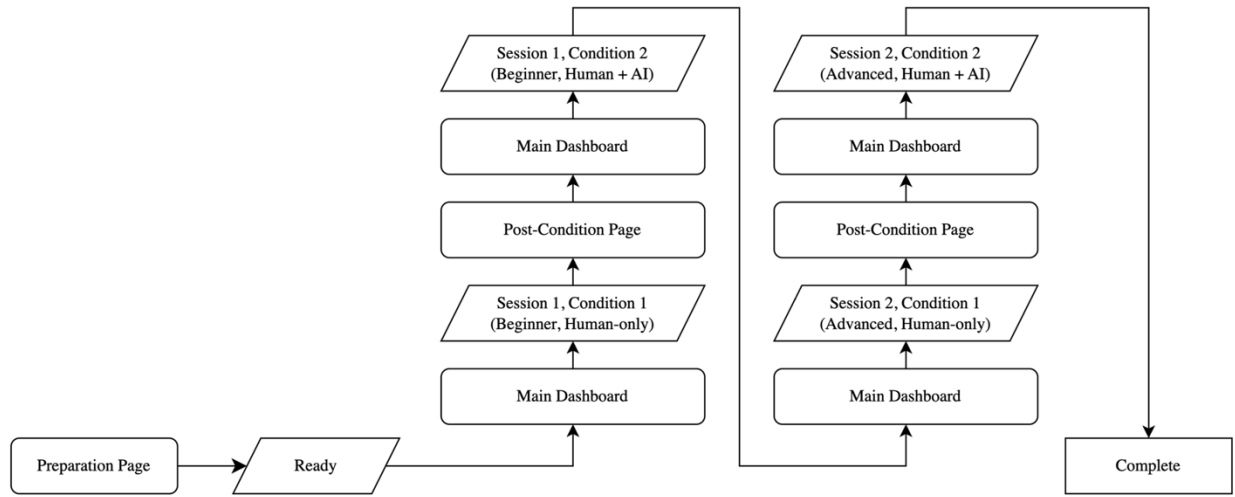 Preparation Page
Ready
Main Dashboard
Session 1, Condition 1
(Beginner, Human-only)
Post-Condition Page
Main Dashboard
Session 1, Condition 2
(Beginner, Human + AI)
Main Dashboard
Session 2, Condition 1
(Advanced, Human-only)
Post-Condition Page
Main Dashboard
Session 2, Condition 2
(Advanced, Human + AI)
Complete